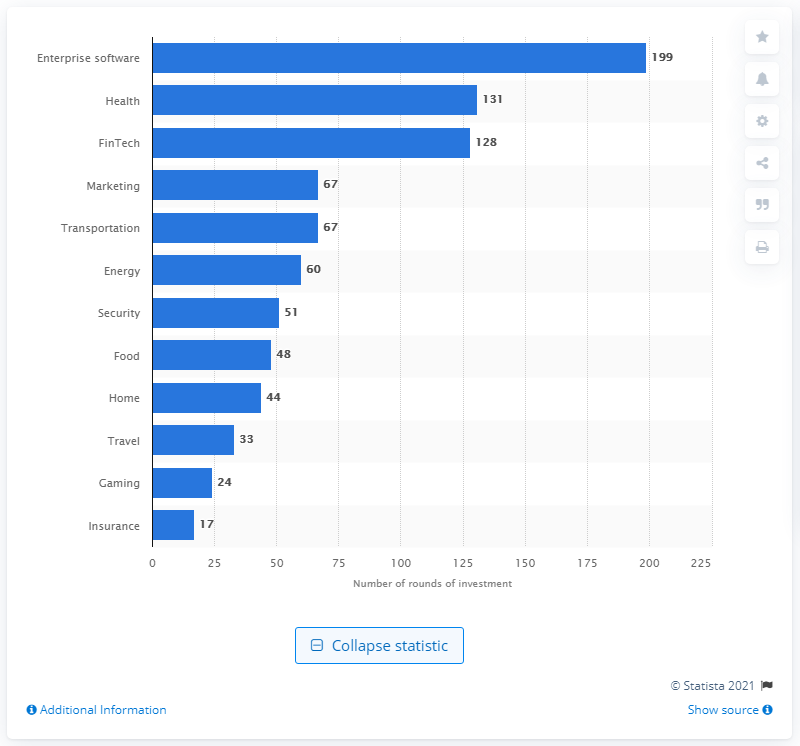 Enterprise software 199
Health 131
FinTech 128
Marketing 67
Transportation 67
Energy 60
Security 51
Food 48
Home 44
Travel 33
Gaming 24
Insurance 17
0 25 50 75 100 125 150 175 200 225
Number of rounds of investment
Collapse statistic
© Statista 2021
Additional Information Show source